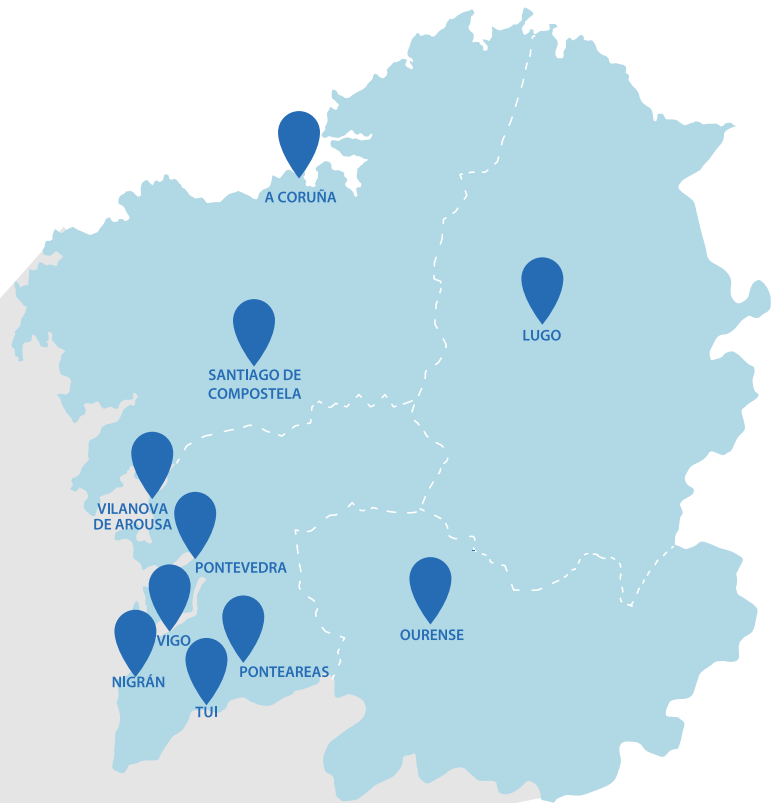 A CORUÑA
LUGO
SANTIAGO DE
COMPOSTELA
VILANOVA
DE AROUSA
PONTEVEDRA
OURENSE
VIGO
PONTEAREAS
NIGRÁN
TUI